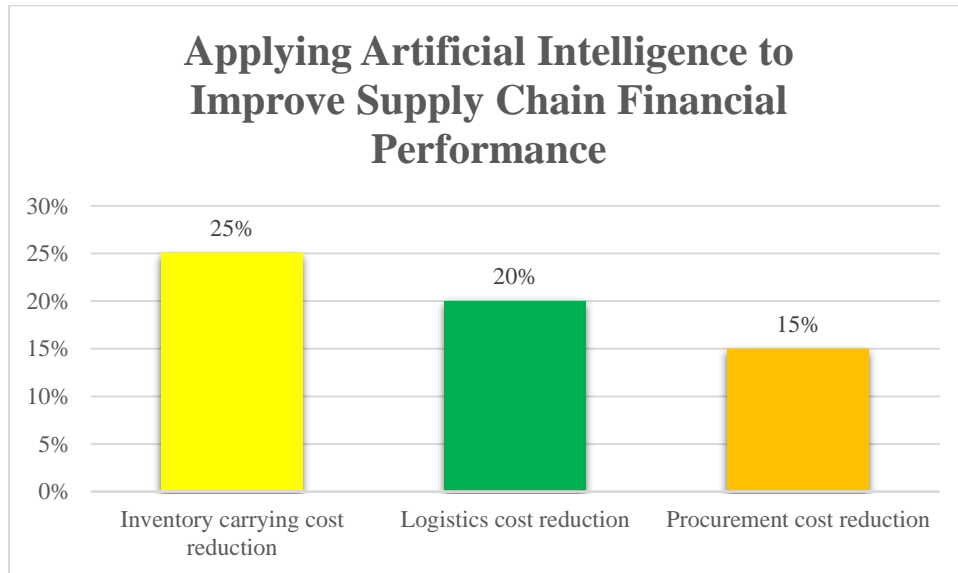 Applying Artificial Intelligence to
Improve Supply Chain Financial
Performance
30%
25%
20%
15%
10%
5%
0%
25%
20%
15%
Inventory carrying cost
reduction
Logistics cost reduction
Procurement cost reduction